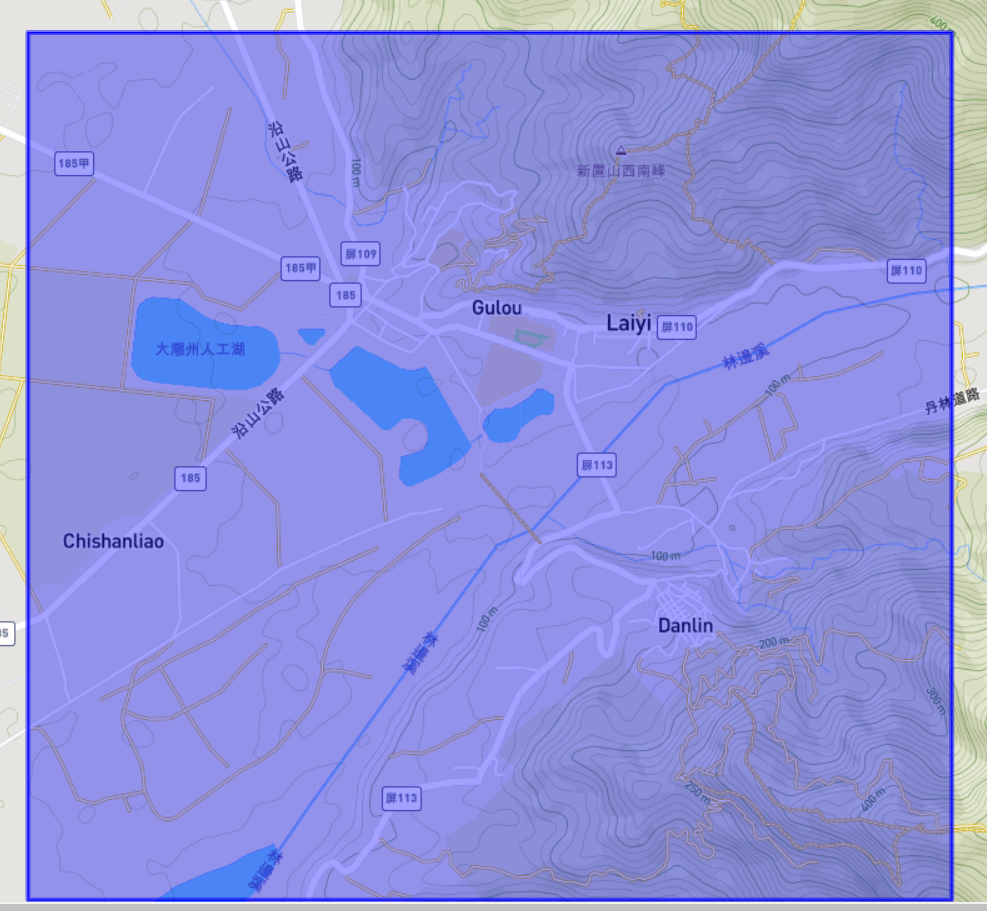 400
沿山公路
185甲
100 m
新置山西南峰
屏109
185甲
屏110
185
Gulou
Laiyi
屏110
大潮州人工湖
林邊溪
100 m
丹林道路
沿山公路
屏113
185
Chishanliao
100 m
100 m
Danlin
林邊溪
200 m
300 m
250 m
400 m
屏113
林邊溪